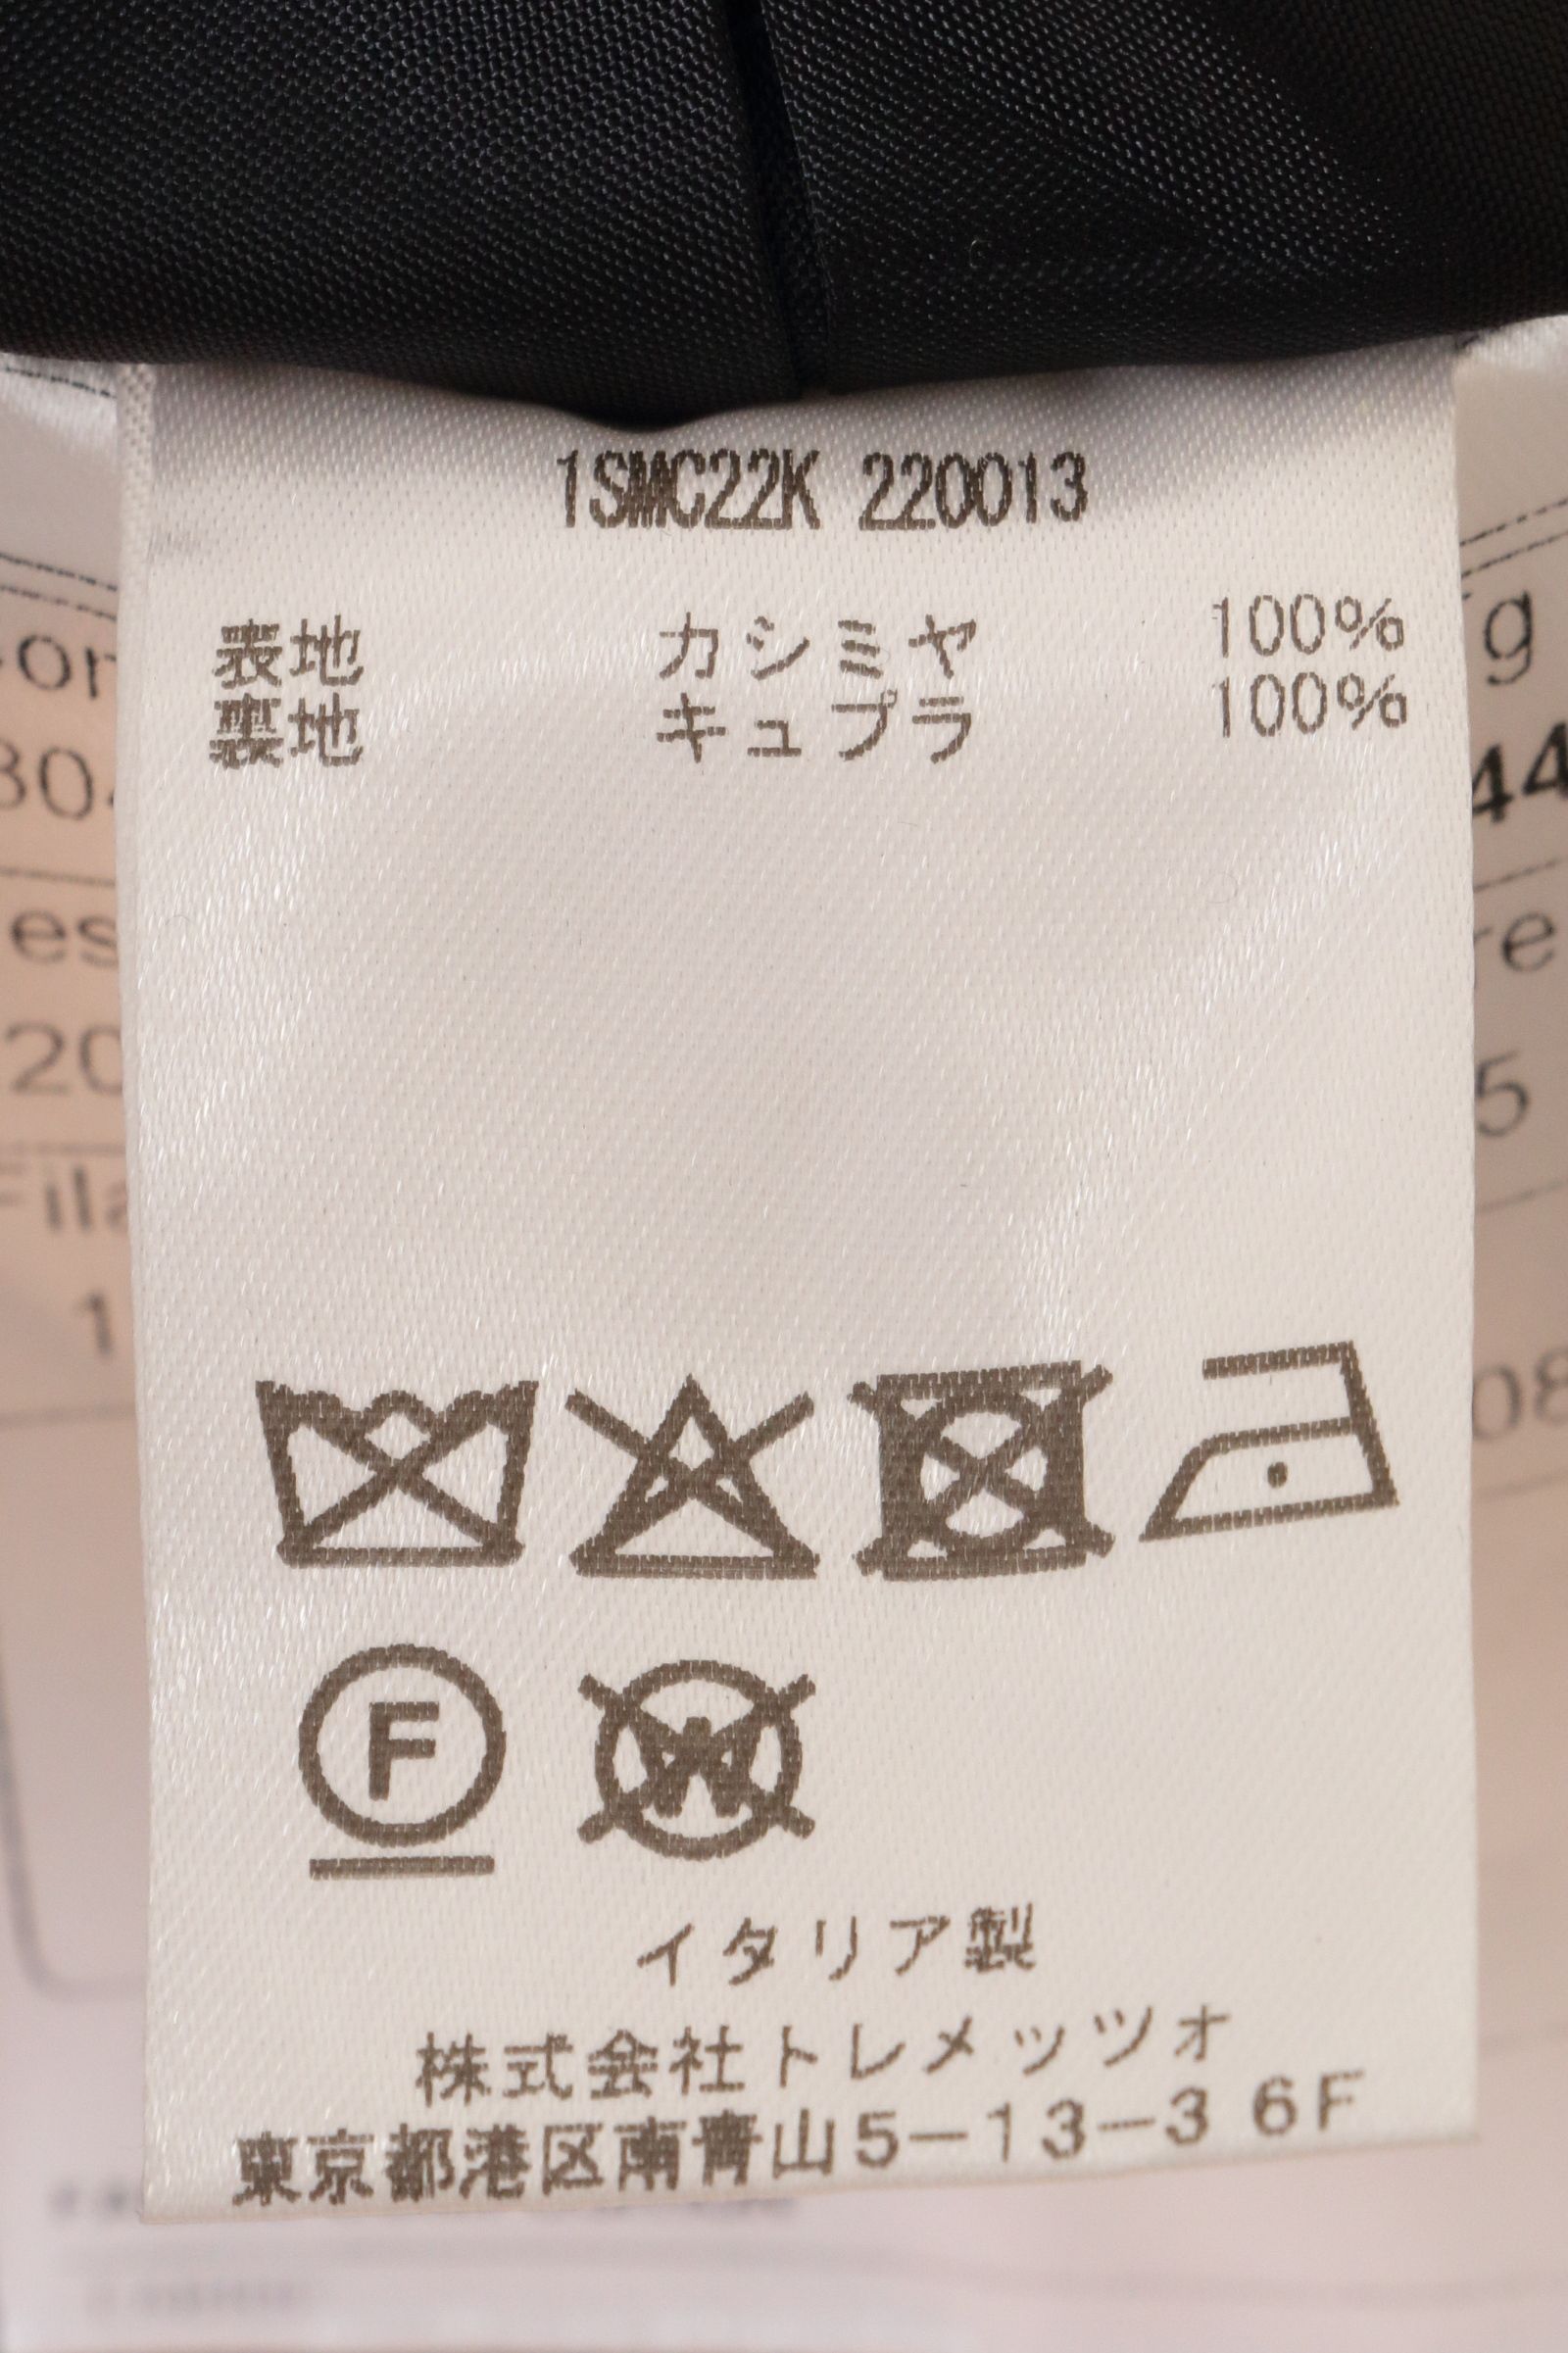 1SMC22K 220013
表地 カシミヤ 100%
裏地 キュプラ 100%
F
W
イタリア製
株式会社トレメッツォ
東京都港区南青山5-13-3 6F